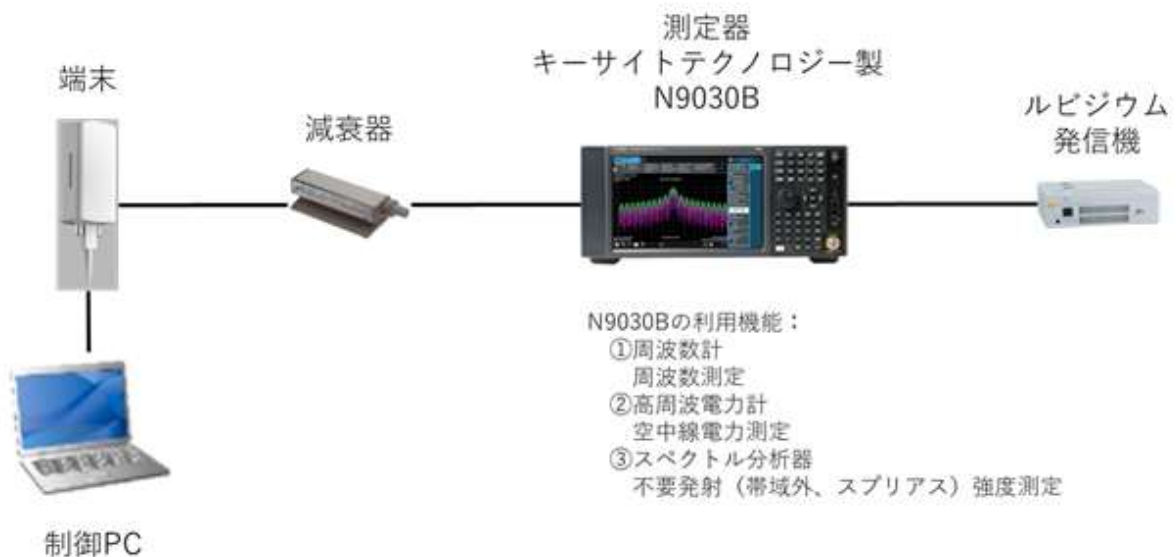 測定器
キーサイトテクノロジー製
N9030B
端末
減衰器
ルビジウム
発信機
N9030Bの利用機能：
①周波数計
周波数測定
②高周波電力計
空中線電力測定
③スペクトル分析器
不要発射（帯域外、スプリアス）強度測定
制御PC